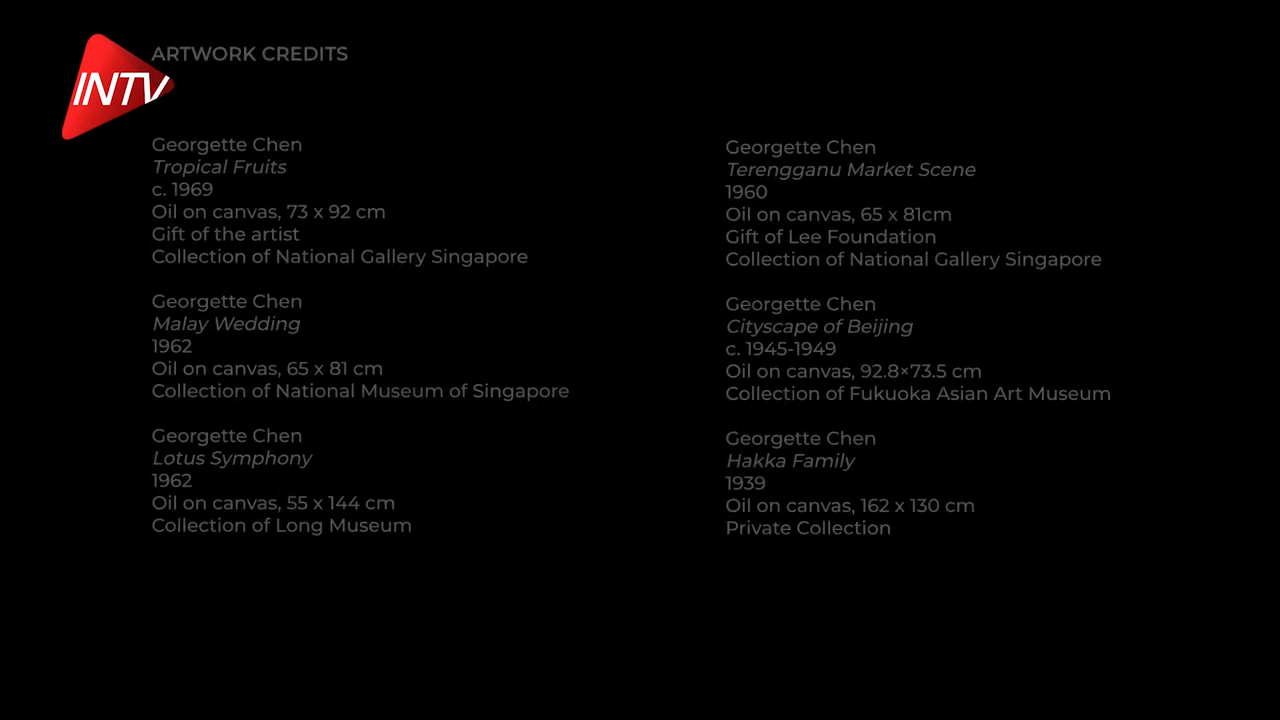 INTV
ARTWORK CREDITS
Georgette Chen
Tropical Fruits
c. 1969
Oil on canvas, 73 x 92 cm
Gift of the artist
Collection of National Gallery Singapore
Georgette Chen
Malay Wedding
1962
Oil on canvas, 65 x 81 cm
Collection of National Museum of Singapore
Georgette Chen
Lotus Symphony
1962
Oil on canvas, 55 x 144 cm
Collection of Long Museum
Georgette Chen
Terengganu Market Scene
1960
Oil on canvas, 65 x 81cm
Gift of Lee Foundation
Collection of National Gallery Singapore
Georgette Chen
Cityscape of Beijing
c. 1945-1949
Oil on canvas, 92.8×73.5 cm
Collection of Fukuoka Asian Art Museum
Georgette Chen
Hakka Family
1939
Oil on canvas, 162 x 130 cm
Private Collection